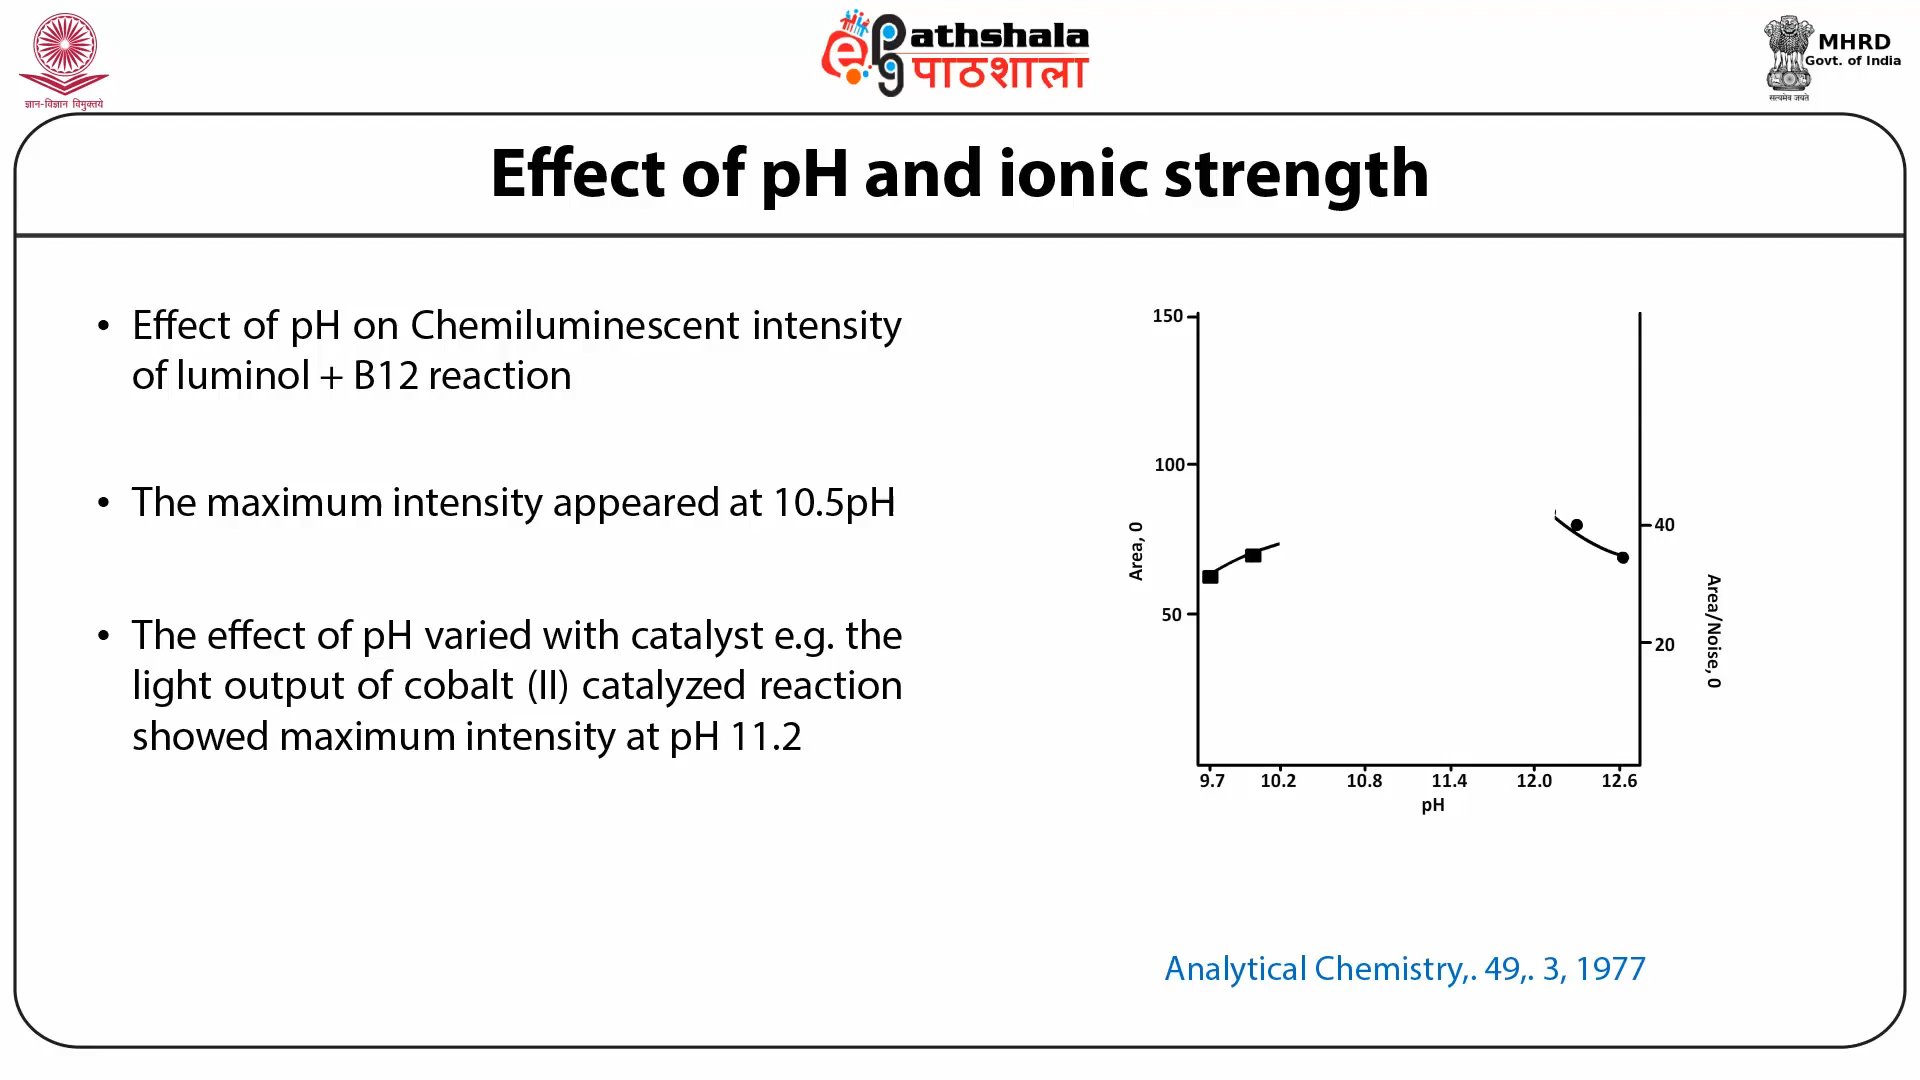 ज्ञान-विज्ञान विमुक्तये
ePathshala
पाठशाला
MHRD
Govt. of India
सत्यमेव जयते
Effect of pH and ionic strength
• Effect of pH on Chemiluminescent intensity
of luminol + B12 reaction
• The maximum intensity appeared at 10.5pH
• The effect of pH varied with catalyst e.g. the
light output of cobalt (II) catalyzed reaction
showed maximum intensity at pH 11.2
150
100
50
Area, 0
40
20
Area/Noise, 0
9.7 10.2 10.8 11.4 12.0 12.6
pH
Analytical Chemistry,. 49,. 3, 1977